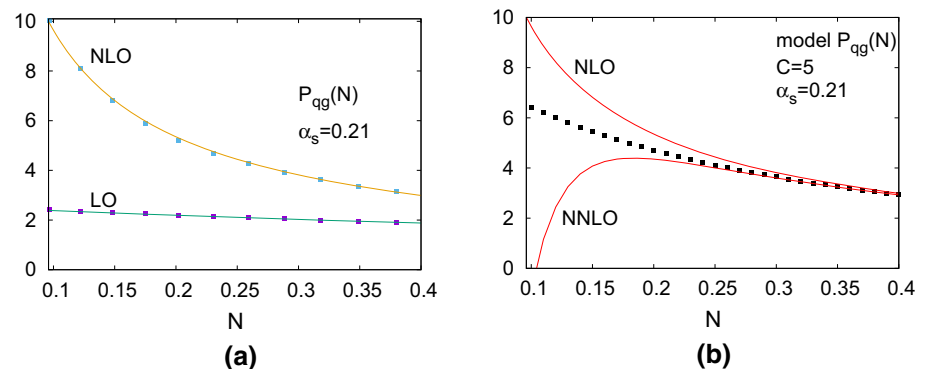 10
8
6
4
2
0
NLO
P_qg(N)
α_s=0.21
LO
0.1 0.15 0.2 0.25 0.3 0.35 0.4
N
(a)
10
8
6
4
2
0
model P_qg(N)
C=5
α_s=0.21
NLO
NNLO
0.1 0.15 0.2 0.25 0.3 0.35 0.4
N
(b)